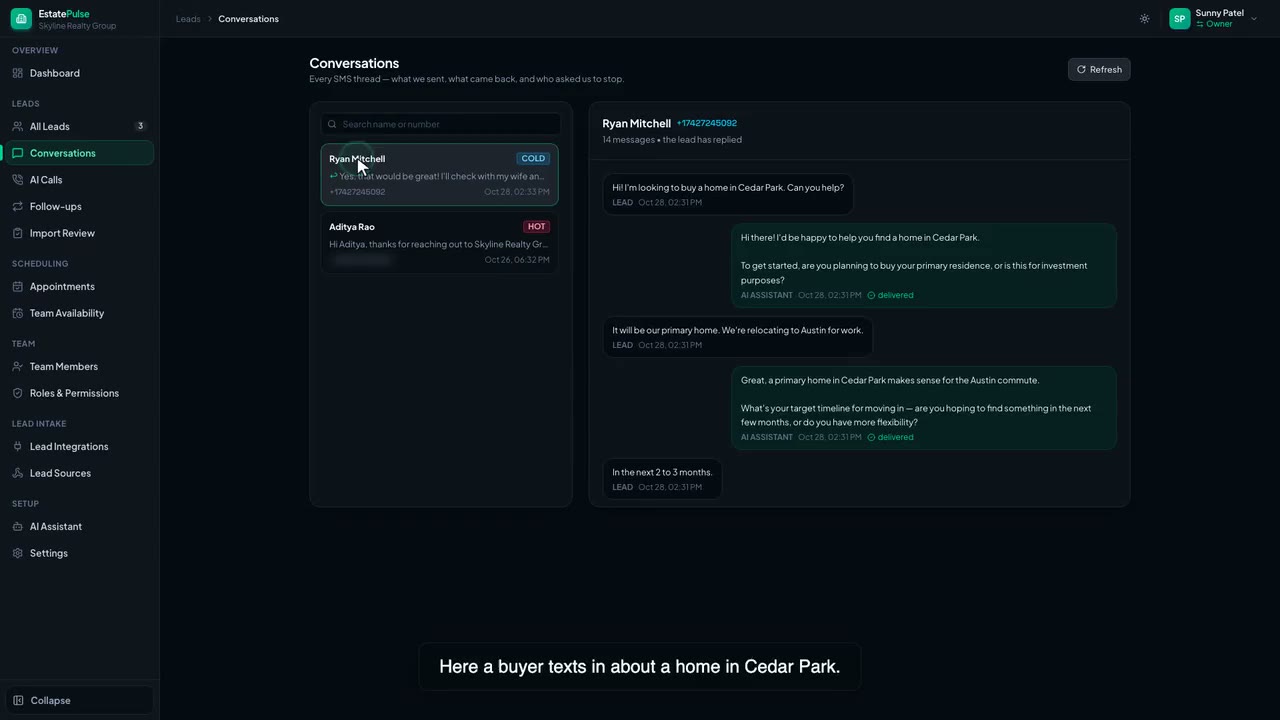 EstatePulse
Skyline Realty Group
Leads > Conversations
SP
Sunny Patel
Owner
OVERVIEW
Dashboard
LEADS
All Leads
3
Conversations
AI Calls
Follow-ups
Import Review
SCHEDULING
Appointments
Team Availability
TEAM
Team Members
Roles & Permissions
LEAD INTAKE
Lead Integrations
Lead Sources
SETUP
AI Assistant
Settings
Collapse
Conversations
Every SMS thread — what we sent, what came back, and who asked us to stop.
Refresh
Search name or number
Ryan Mitchell
COLD
Yes, that would be great! I'll check with my wife an...
+17427245092
Oct 28, 02:33 PM
Aditya Rao
HOT
Hi Aditya, thanks for reaching out to Skyline Realty Gr...
Oct 26, 06:32 PM
Ryan Mitchell +17427245092
14 messages • the lead has replied
Hi! I'm looking to buy a home in Cedar Park. Can you help?
LEAD Oct 28, 02:31 PM
Hi there! I'd be happy to help you find a home in Cedar Park.
To get started, are you planning to buy your primary residence, or is this for investment
purposes?
AI ASSISTANT Oct 28, 02:31 PM delivered
It will be our primary home. We're relocating to Austin for work.
LEAD Oct 28, 02:31 PM
Great, a primary home in Cedar Park makes sense for the Austin commute.
What's your target timeline for moving in — are you hoping to find something in the next
few months, or do you have more flexibility?
AI ASSISTANT Oct 28, 02:31 PM delivered
In the next 2 to 3 months.
LEAD Oct 28, 02:31 PM
Here a buyer texts in about a home in Cedar Park.